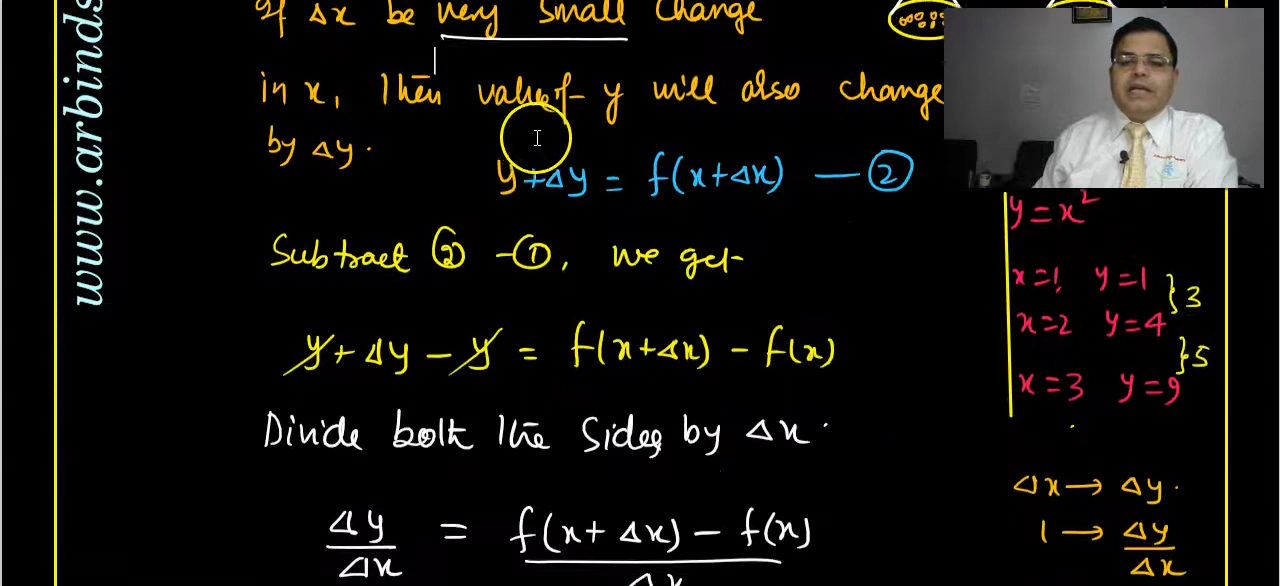 www.arbinds
If Δx be very small change
in x, Then value of y will also change
by Δy.
y+Δy = f(x+Δx) — ②
Subtract ② - ①, we get
y + Δy - y = f(x+Δx) - f(x)
Divide both the sides by Δx.
Δy/Δx = f(x+Δx) - f(x)/Δx
y = x²
x=1, y=1
} 3
x=2 y=4
} 5
x=3 y=9
Δx → Δy.
1 → Δy/Δx